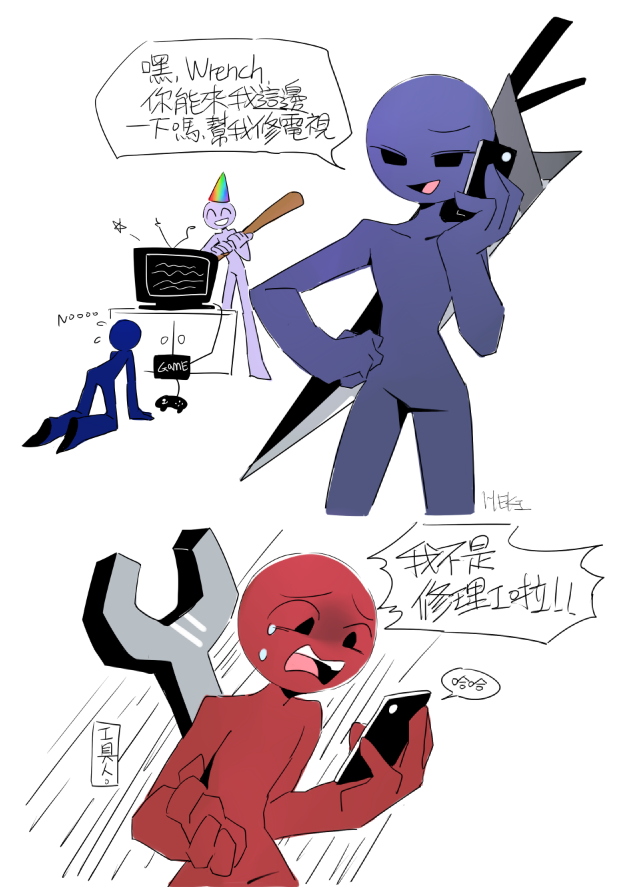 嘿, Wrench,
你能來我這邊
一下嗎,幫我修電視
Noooo
GamE
HEKI
我不是
修理工啦!!
哈哈
工具人。